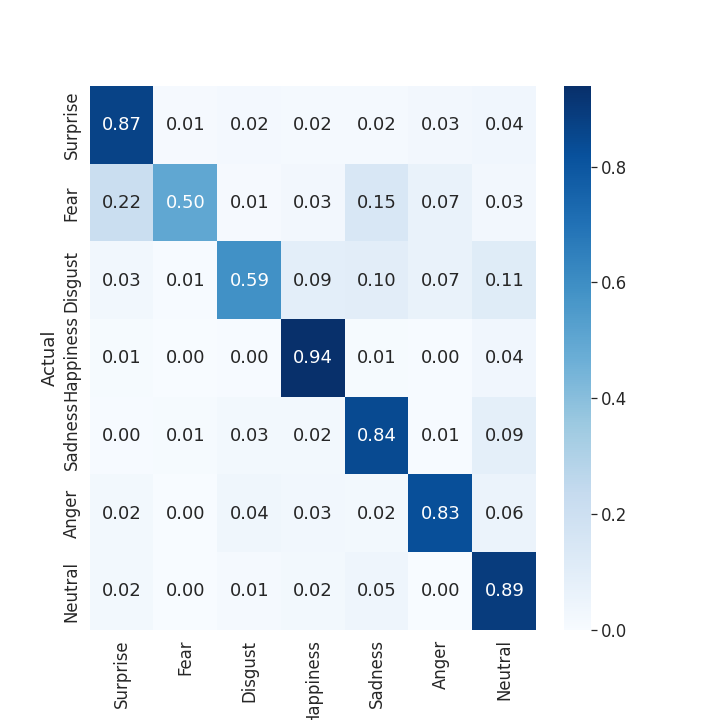 Surprise 0.87 0.01 0.02 0.02 0.02 0.03 0.04
Fear 0.22 0.50 0.01 0.03 0.15 0.07 0.03
Disgust 0.03 0.01 0.59 0.09 0.10 0.07 0.11
Happiness 0.01 0.00 0.00 0.94 0.01 0.00 0.04
Sadness 0.00 0.01 0.03 0.02 0.84 0.01 0.09
Anger 0.02 0.00 0.04 0.03 0.02 0.83 0.06
Neutral 0.02 0.00 0.01 0.02 0.05 0.00 0.89
Actual
Surprise Fear Disgust Happiness Sadness Anger Neutral
0.8
0.6
0.4
0.2
0.0